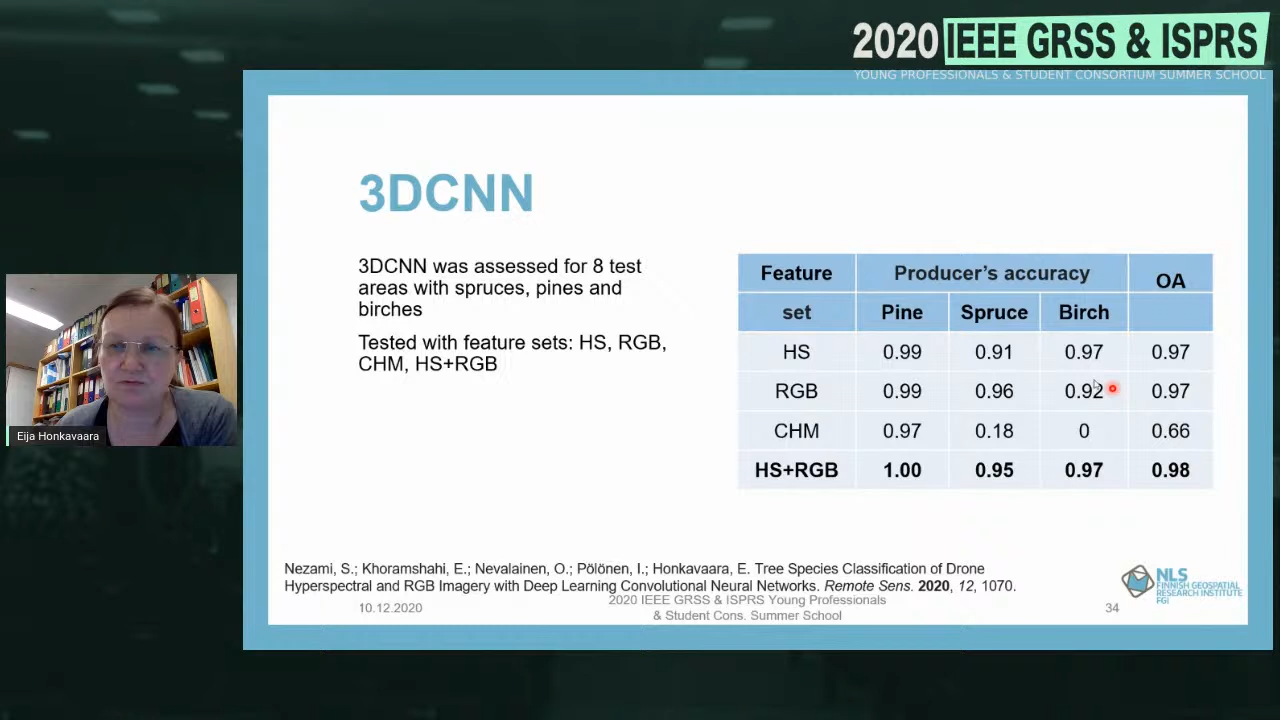 2020 IEEE GRSS & ISPRS
YOUNG PROFESSIONALS & STUDENT CONSORTIUM SUMMER SCHOOL
3DCNN
3DCNN was assessed for 8 test
areas with spruces, pines and
birches
Tested with feature sets: HS, RGB,
CHM, HS+RGB
Feature Producer's accuracy OA
set Pine Spruce Birch
HS 0.99 0.91 0.97 0.97
RGB 0.99 0.96 0.92 0.97
CHM 0.97 0.18 0 0.66
HS+RGB 1.00 0.95 0.97 0.98
Eija Honkavaara
Nezami, S.; Khoramshahi, E.; Nevalainen, O.; Pölönen, I.; Honkavaara, E. Tree Species Classification of Drone
Hyperspectral and RGB Imagery with Deep Learning Convolutional Neural Networks. Remote Sens. 2020, 12, 1070.
10.12.2020
2020 IEEE GRSS & ISPRS Young Professionals
& Student Cons. Summer School
34
NLS
FINNISH GEOSPATIAL
RESEARCH INSTITUTE
FGI